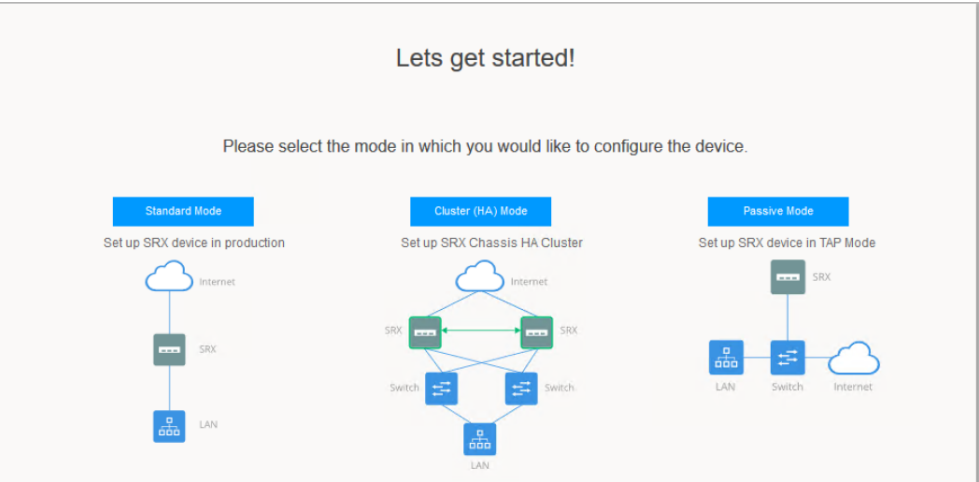 Lets get started!
Please select the mode in which you would like to configure the device.
Standard Mode
Set up SRX device in production
Internet
SRX
LAN
Cluster (HA) Mode
Set up SRX Chassis HA Cluster
Internet
SRX
SRX
Switch
Switch
LAN
Passive Mode
Set up SRX device in TAP Mode
SRX
LAN
Switch
Internet